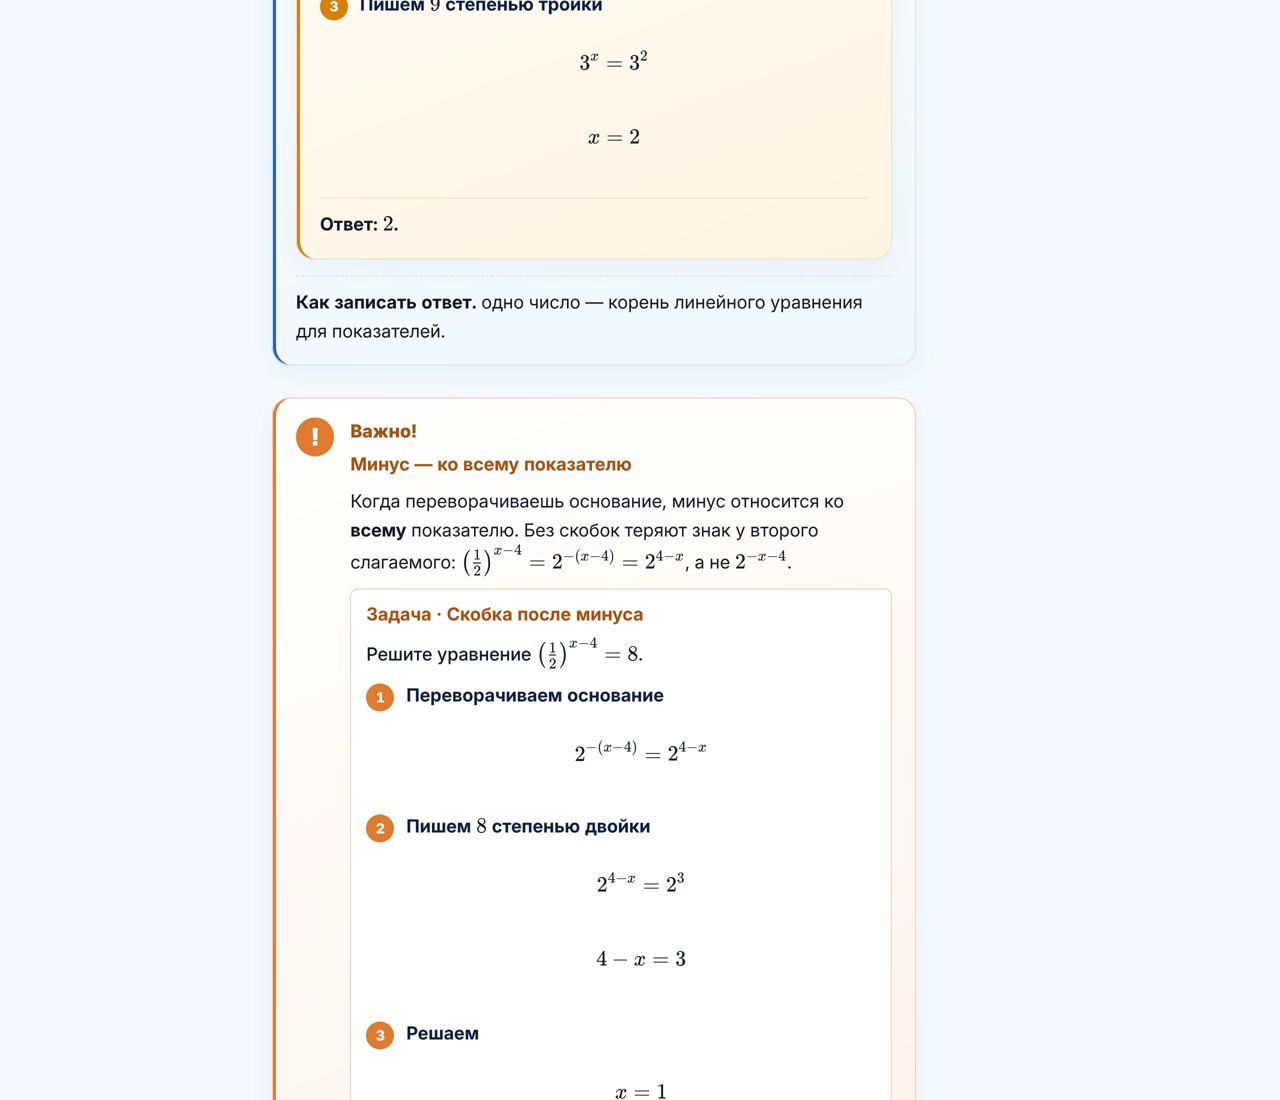 3 Пишем 9 степенью тройки
3^x = 3^2
x = 2
Ответ: 2.
Как записать ответ. одно число — корень линейного уравнения
для показателей.
! Важно!
Минус — ко всему показателю
Когда переворачиваешь основание, минус относится ко
всему показателю. Без скобок теряют знак у второго
слагаемого: (1/2)^{x−4} = 2^{−(x−4)} = 2^{4−x}, а не 2^{−x−4}.
Задача · Скобка после минуса
Решите уравнение (1/2)^{x−4} = 8.
1 Переворачиваем основание
2^{−(x−4)} = 2^{4−x}
2 Пишем 8 степенью двойки
2^{4−x} = 2^3
4 − x = 3
3 Решаем
x = 1